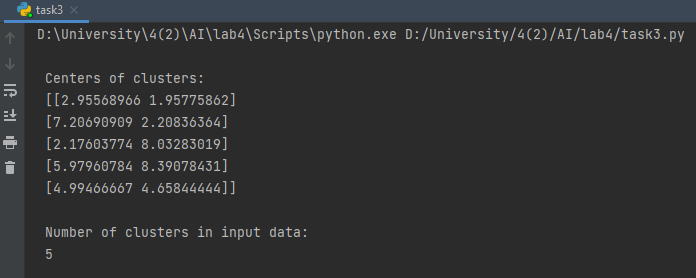 task3
D:\University\4(2)\AI\lab4\Scripts\python.exe D:/University/4(2)/AI/lab4/task3.py
Centers of clusters:
[[2.95568966 1.95775862]
[7.20690909 2.20836364]
[2.17603774 8.03283019]
[5.97960784 8.39078431]
[4.99466667 4.65844444]]
Number of clusters in input data:
5